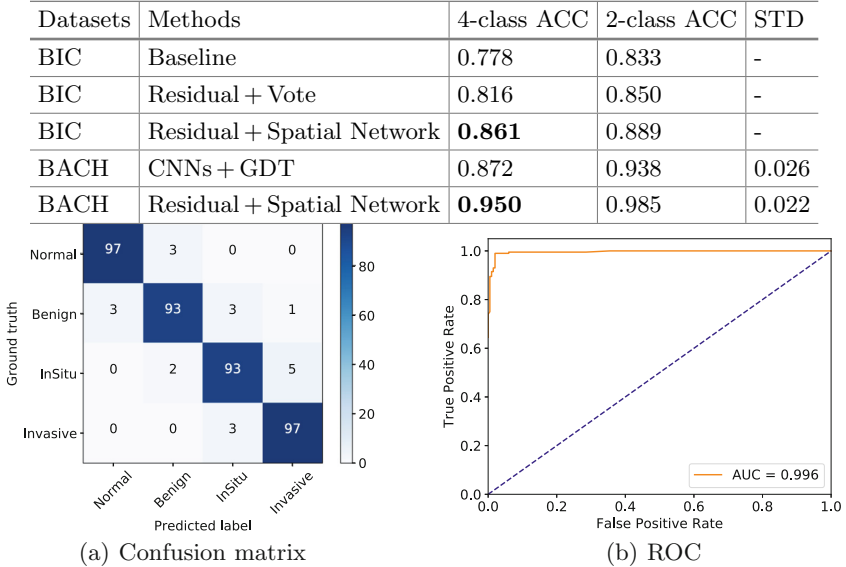 Datasets Methods 4-class ACC 2-class ACC STD
BIC Baseline 0.778 0.833 -
BIC Residual + Vote 0.816 0.850 -
BIC Residual + Spatial Network 0.861 0.889 -
BACH CNNs + GDT 0.872 0.938 0.026
BACH Residual + Spatial Network 0.950 0.985 0.022
Ground truth
Normal 97 3 0 0
Benign 3 93 3 1
InSitu 0 2 93 5
Invasive 0 0 3 97
Normal Benign InSitu Invasive
Predicted label
80
60
40
20
0
(a) Confusion matrix
True Positive Rate
1.0
0.8
0.6
0.4
0.2
0.0
0.0 0.2 0.4 0.6 0.8 1.0
False Positive Rate
AUC = 0.996
(b) ROC